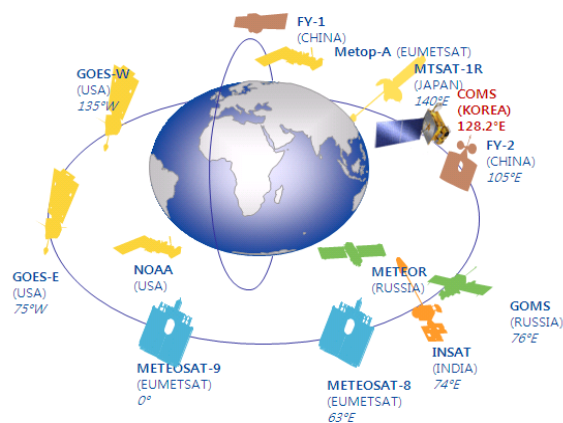 FY-1
(CHINA)
Metop-A (EUMETSAT)
MTSAT-1R
(JAPAN)
140°E
GOES-W
(USA)
135°W
COMS
(KOREA)
128.2°E
FY-2
(CHINA)
105°E
GOES-E
(USA)
75°W
NOAA
(USA)
METEOR
(RUSSIA)
GOMS
(RUSSIA)
76°E
INSAT
(INDIA)
74°E
METEOSAT-9
(EUMETSAT)
0°
METEOSAT-8
(EUMETSAT)
63°E